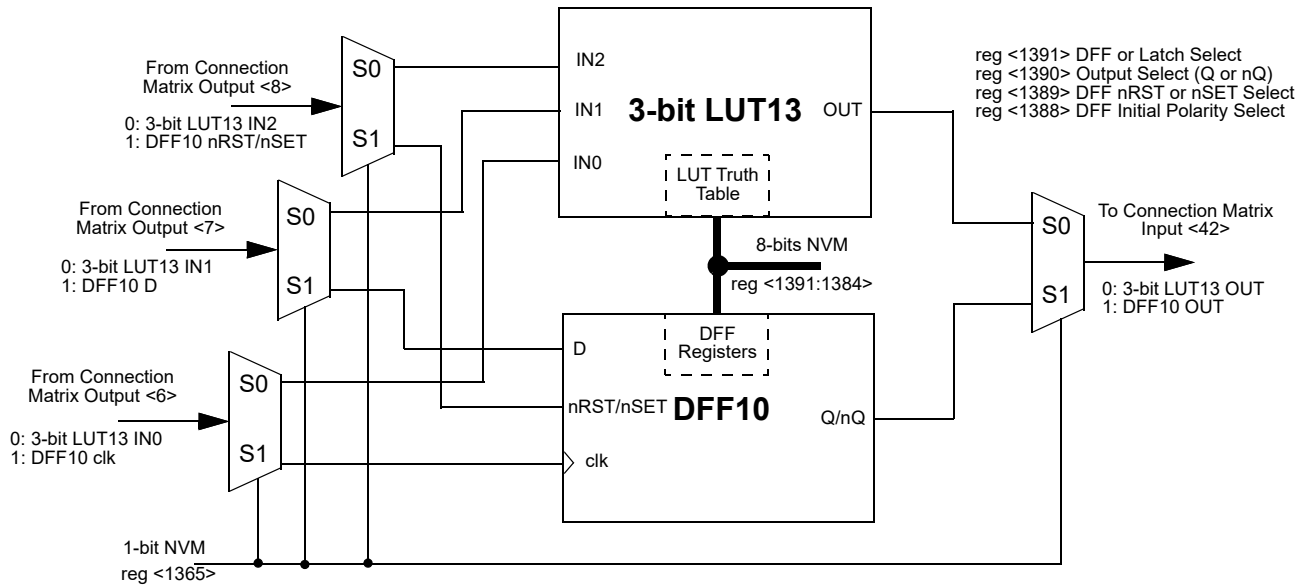 From Connection
Matrix Output <8>
0: 3-bit LUT13 IN2
1: DFF10 nRST/nSET
S0
S1
From Connection
Matrix Output <7>
0: 3-bit LUT13 IN1
1: DFF10 D
S0
S1
From Connection
Matrix Output <6>
0: 3-bit LUT13 IN0
1: DFF10 clk
S0
S1
1-bit NVM
reg <1365>
IN2
IN1
IN0
3-bit LUT13
OUT
LUT Truth
Table
8-bits NVM
reg <1391:1384>
DFF
Registers
D
nRST/nSET
clk
DFF10
Q/nQ
reg <1391> DFF or Latch Select
reg <1390> Output Select (Q or nQ)
reg <1389> DFF nRST or nSET Select
reg <1388> DFF Initial Polarity Select
S0
S1
To Connection Matrix
Input <42>
0: 3-bit LUT13 OUT
1: DFF10 OUT